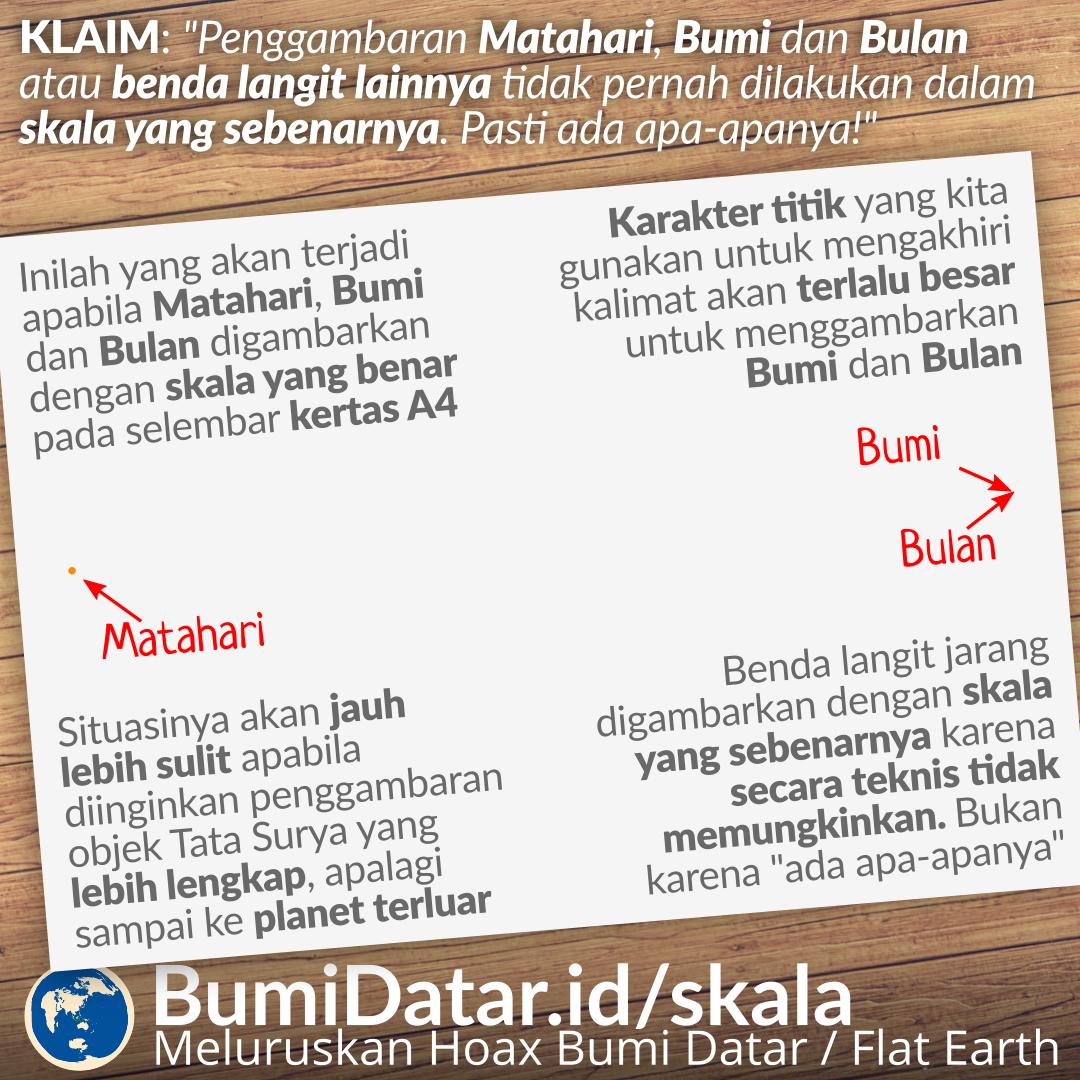 KLAIM: "Penggambaran Matahari, Bumi dan Bulan
atau benda langit lainnya tidak pernah dilakukan dalam
skala yang sebenarnya. Pasti ada apa-apanya!"
Inilah yang akan terjadi
apabila Matahari, Bumi
dan Bulan digambarkan
dengan skala yang benar
pada selembar kertas A4
Karakter titik yang kita
gunakan untuk mengakhiri
kalimat akan terlalu besar
untuk menggambarkan
Bumi dan Bulan
Bumi
Bulan
Matahari
Situasinya akan jauh
lebih sulit apabila
diinginkan penggambaran
objek Tata Surya yang
lebih lengkap, apalagi
sampai ke planet terluar
Benda langit jarang
digambarkan dengan skala
yang sebenarnya karena
secara teknis tidak
memungkinkan. Bukan
karena "ada apa-apanya"
BumiDatar.id/skala
Meluruskan Hoax Bumi Datar / Flat Earth